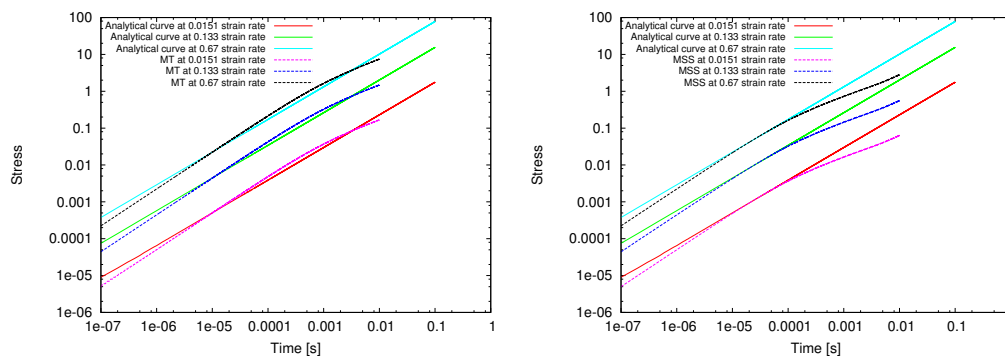 100
10
1
0.1
0.01
0.001
0.0001
1e-05
1e-06
Stress
1e-07 1e-06 1e-05 0.0001 0.001 0.01 0.1 1
Time [s]
Analytical curve at 0.0151 strain rate
Analytical curve at 0.133 strain rate
Analytical curve at 0.67 strain rate
MT at 0.0151 strain rate
MT at 0.133 strain rate
MT at 0.67 strain rate
100
10
1
0.1
0.01
0.001
0.0001
1e-05
1e-06
Stress
1e-07 1e-06 1e-05 0.0001 0.001 0.01 0.1
Time [s]
Analytical curve at 0.0151 strain rate
Analytical curve at 0.133 strain rate
Analytical curve at 0.67 strain rate
MSS at 0.0151 strain rate
MSS at 0.133 strain rate
MSS at 0.67 strain rate